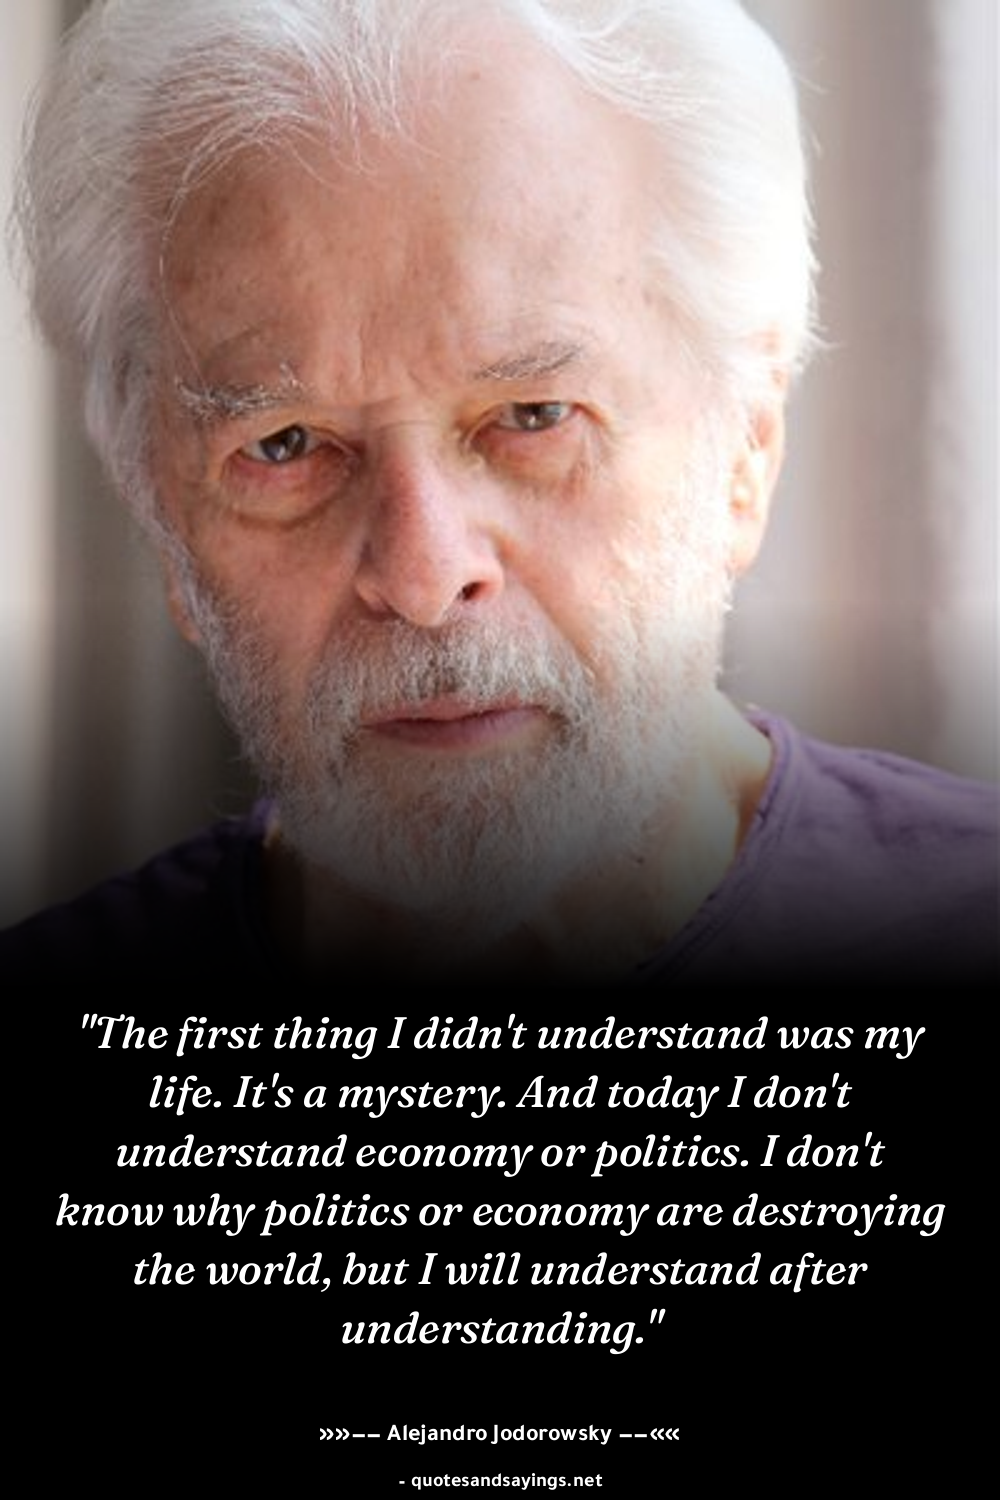 "The first thing I didn't understand was my
life. It's a mystery. And today I don't
understand economy or politics. I don't
know why politics or economy are destroying
the world, but I will understand after
understanding."
»»−− Alejandro Jodorowsky −−««
- quotesandsayings.net